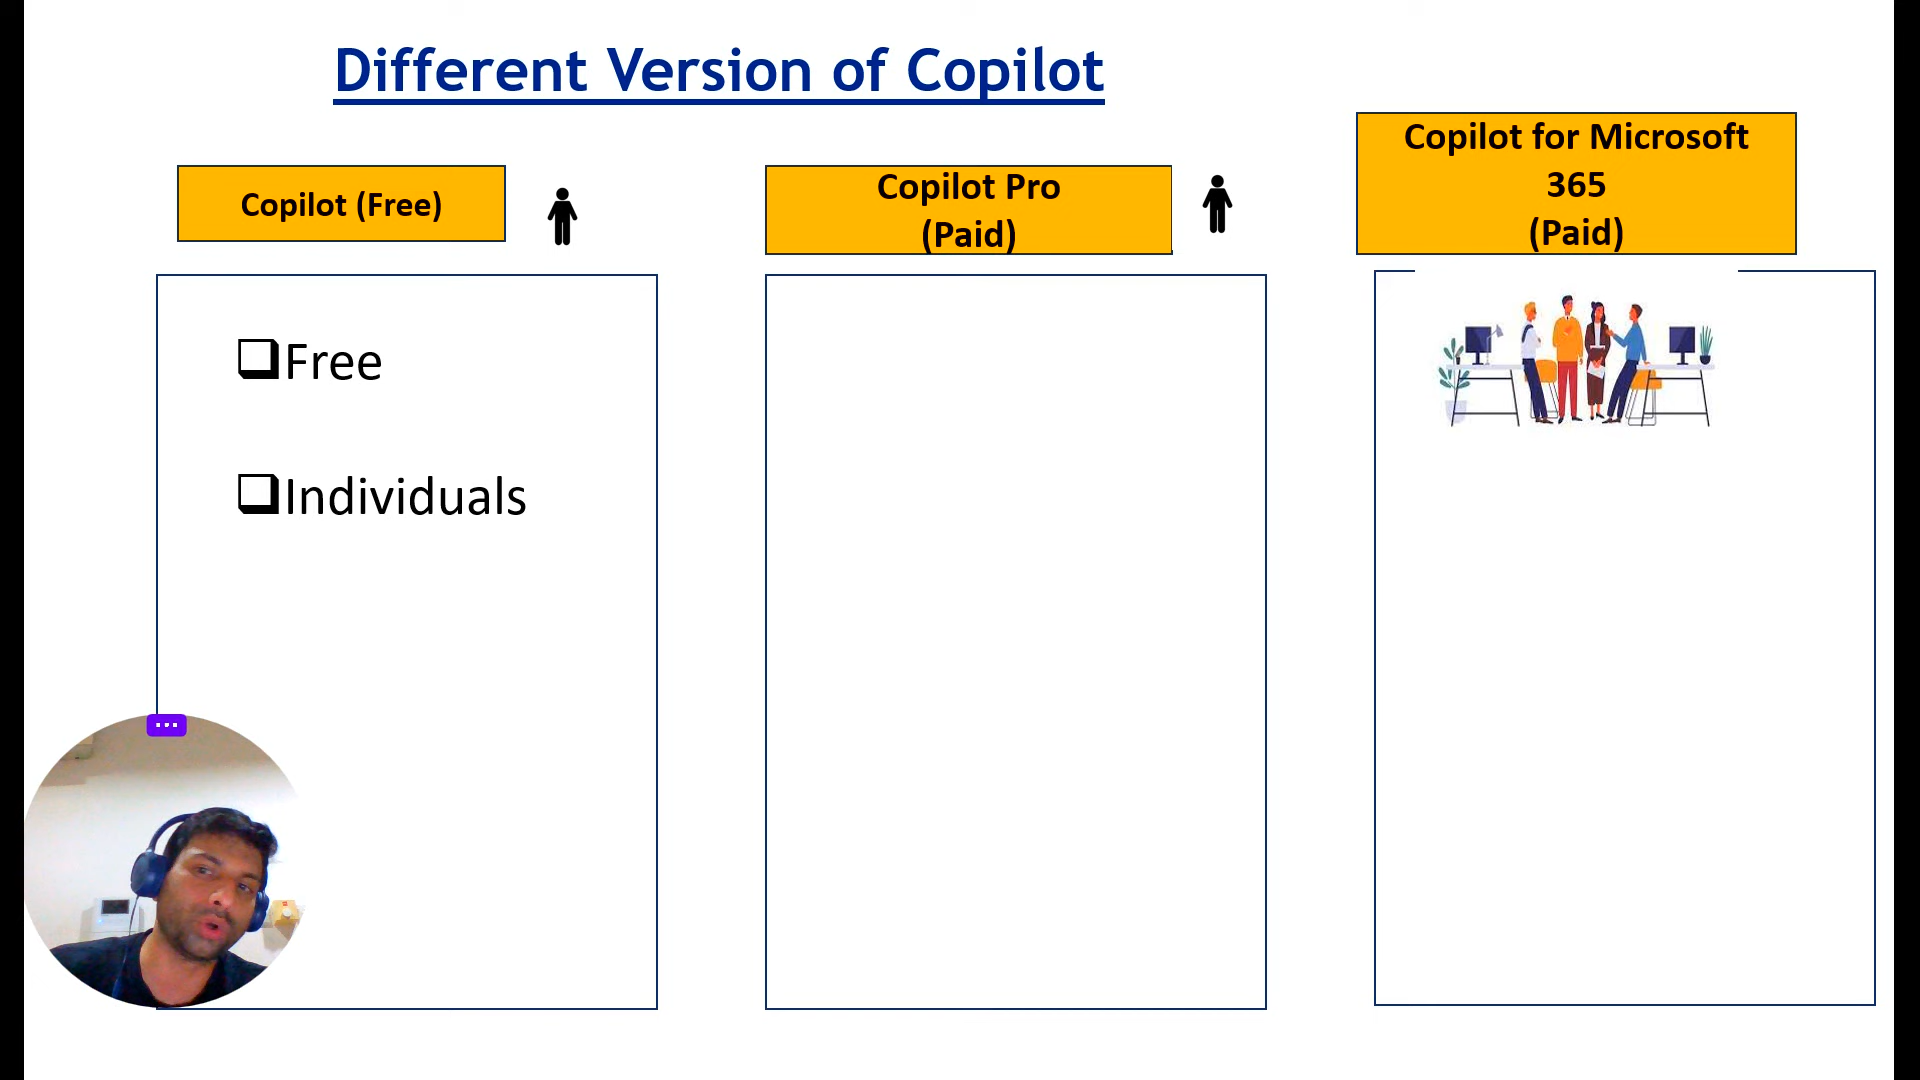 Different Version of Copilot
Copilot (Free)
Copilot Pro
(Paid)
Copilot for Microsoft
365
(Paid)
Free
Individuals